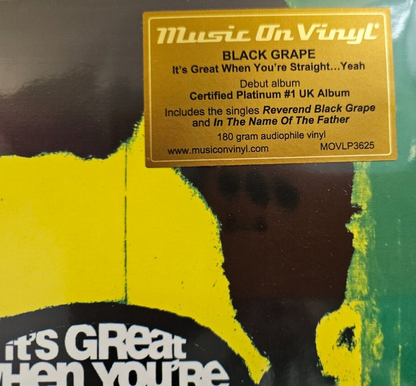 Music On Vinyl
BLACK GRAPE
It's Great When You're Straight...Yeah
Debut album
Certified Platinum #1 UK Album
Includes the singles Reverend Black Grape
and In The Name Of The Father
180 gram audiophile vinyl
www.musiconvinyl.com MOVLP3625
it's GReat
when YOU'RE